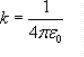 k = 1/(4πε₀)